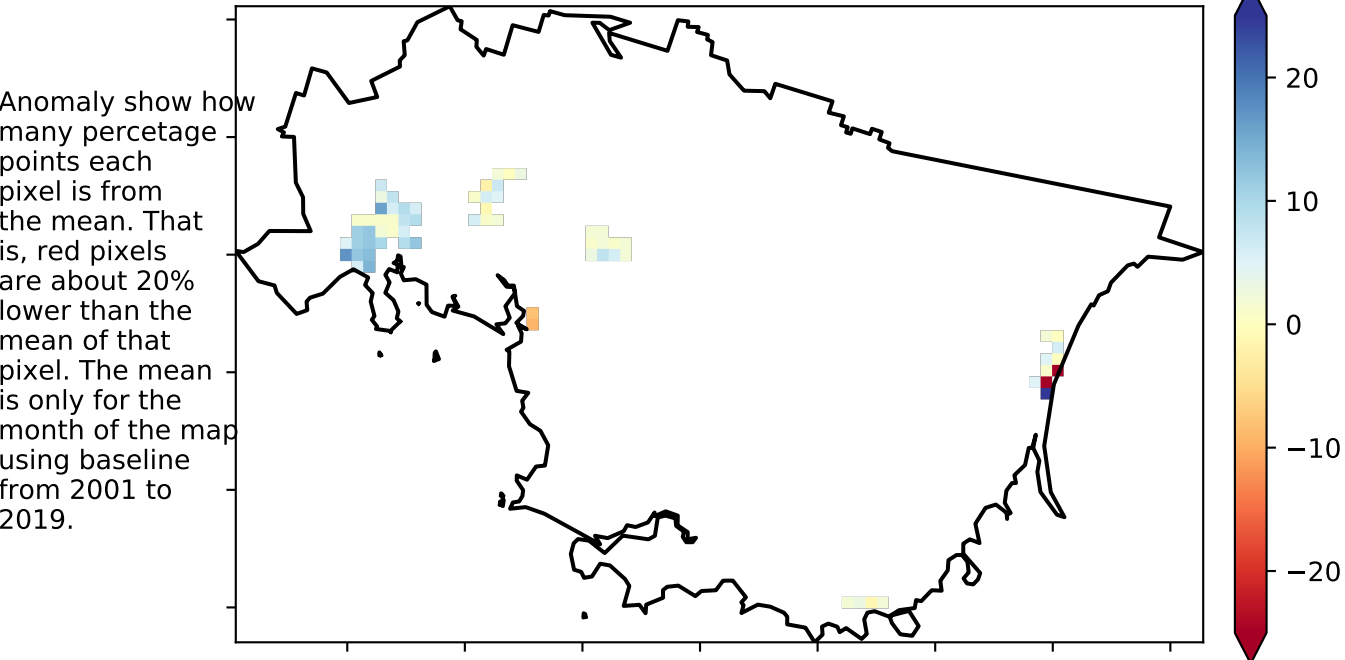 Anomaly show how
many percetage
points each
pixel is from
the mean. That
is, red pixels
are about 20%
lower than the
mean of that
pixel. The mean
is only for the
month of the map
using baseline
from 2001 to
2019.
20
10
0
−10
−20